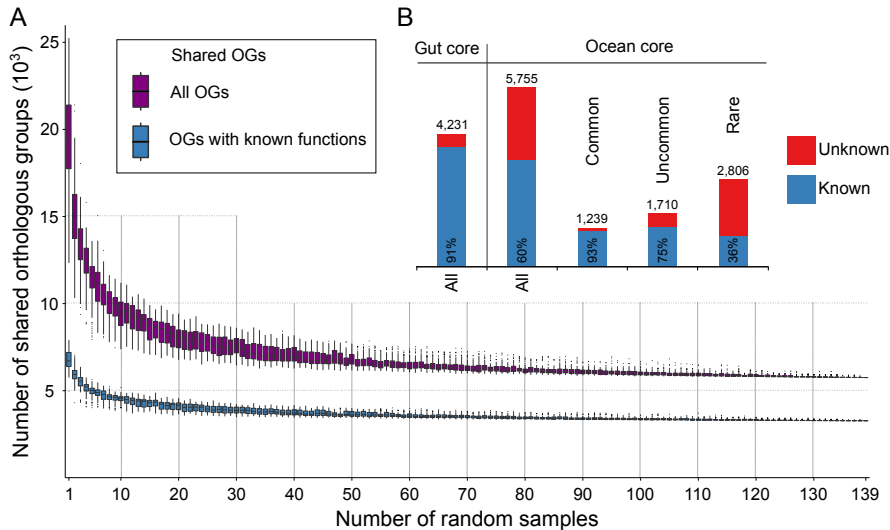 A
Number of shared orthologous groups (10³)
25
20
15
10
5
Shared OGs
All OGs
OGs with known functions
B
Gut core
Ocean core
4,231
5,755
1,239
1,710
2,806
Common
Uncommon
Rare
91%
60%
93%
75%
36%
All
All
Unknown
Known
1 10 20 30 40 50 60 70 80 90 100 110 120 130 139
Number of random samples